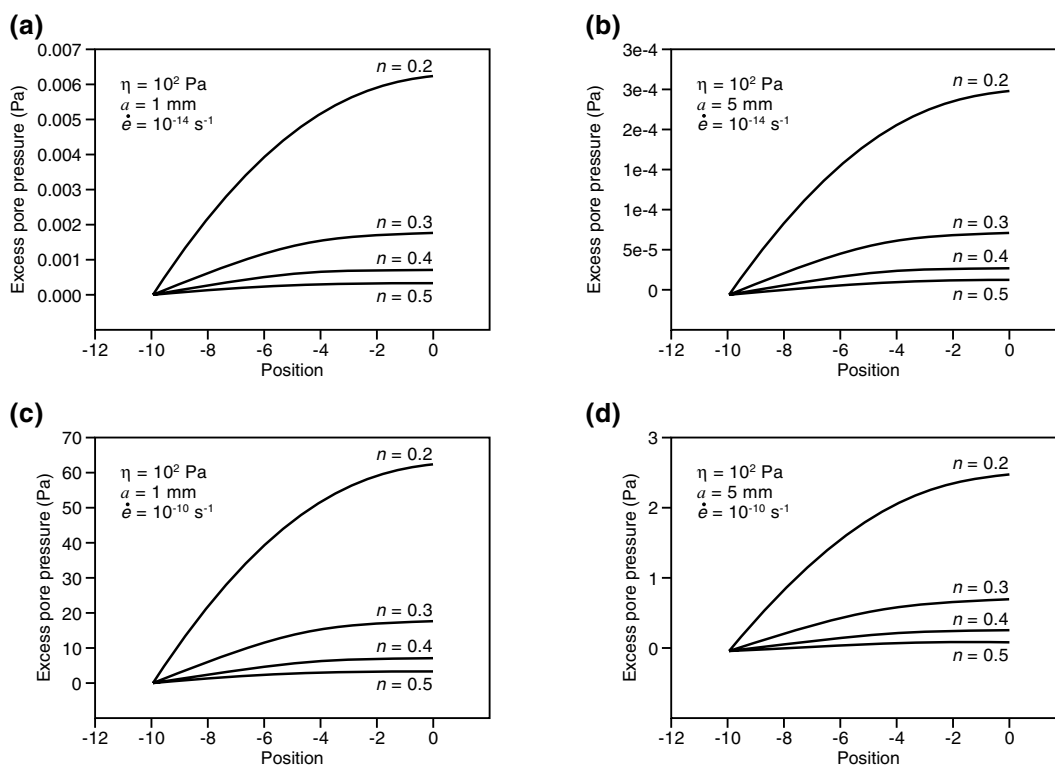 (a)
0.007
0.006
0.005
0.004
0.003
0.002
0.001
0.000
Excess pore pressure (Pa)
η = 10² Pa
a = 1 mm
ė = 10⁻¹⁴ s⁻¹
n = 0.2
n = 0.3
n = 0.4
n = 0.5
-12 -10 -8 -6 -4 -2 0
Position
(b)
3e-4
3e-4
2e-4
2e-4
1e-4
1e-4
5e-5
0
Excess pore pressure (Pa)
η = 10² Pa
a = 5 mm
ė = 10⁻¹⁴ s⁻¹
n = 0.2
n = 0.3
n = 0.4
n = 0.5
-12 -10 -8 -6 -4 -2 0
Position
(c)
70
60
50
40
30
20
10
0
Excess pore pressure (Pa)
η = 10² Pa
a = 1 mm
ė = 10⁻¹⁰ s⁻¹
n = 0.2
n = 0.3
n = 0.4
n = 0.5
-12 -10 -8 -6 -4 -2 0
Position
(d)
3
2
1
0
Excess pore pressure (Pa)
η = 10² Pa
a = 5 mm
ė = 10⁻¹⁰ s⁻¹
n = 0.2
n = 0.3
n = 0.4
n = 0.5
-12 -10 -8 -6 -4 -2 0
Position